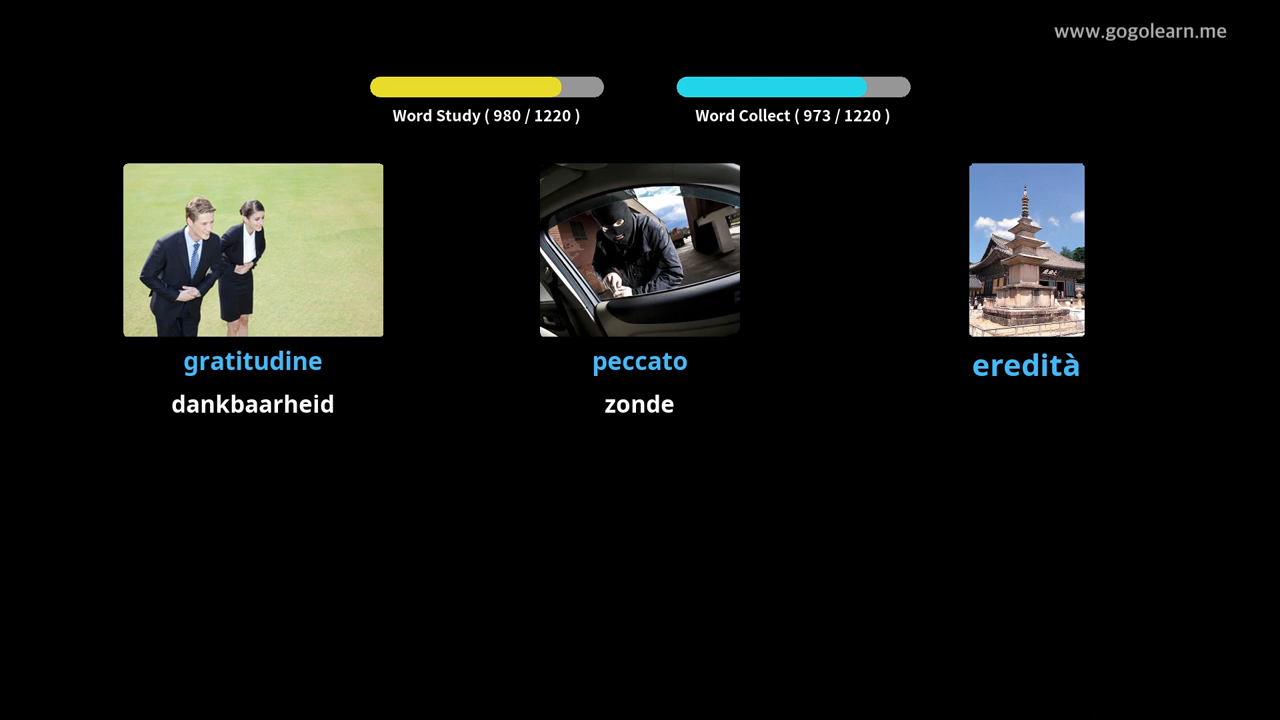 www.gogolearn.me
Word Study ( 980 / 1220 )
Word Collect ( 973 / 1220 )
gratitudine
dankbaarheid
peccato
zonde
eredità